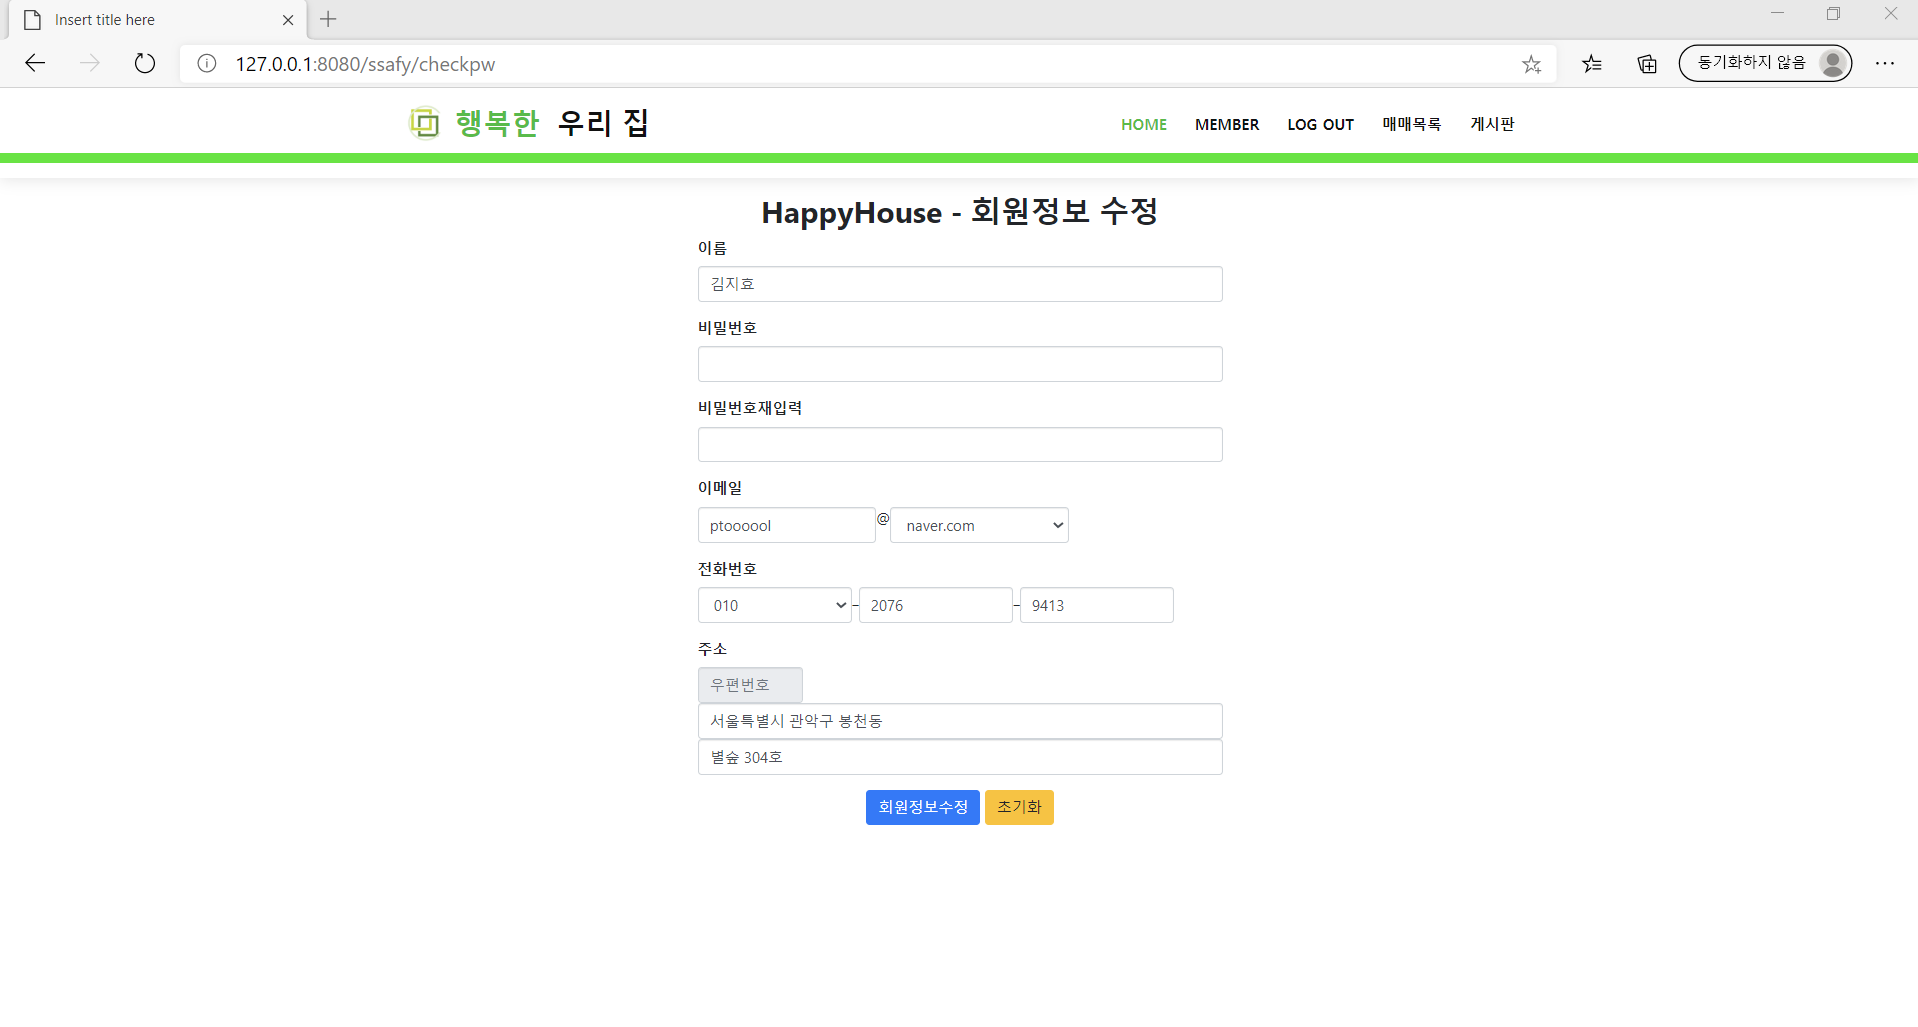 Insert title here
127.0.0.1:8080/ssafy/checkpw
동기화하지 않음
행복한 우리 집
HOME MEMBER LOG OUT 매매목록 게시판
HappyHouse - 회원정보 수정
이름
김지효
비밀번호
비밀번호재입력
이메일
ptoooool@naver.com
전화번호
010-2076-9413
주소
우편번호
서울특별시 관악구 봉천동
별숲 304호
회원정보수정 초기화